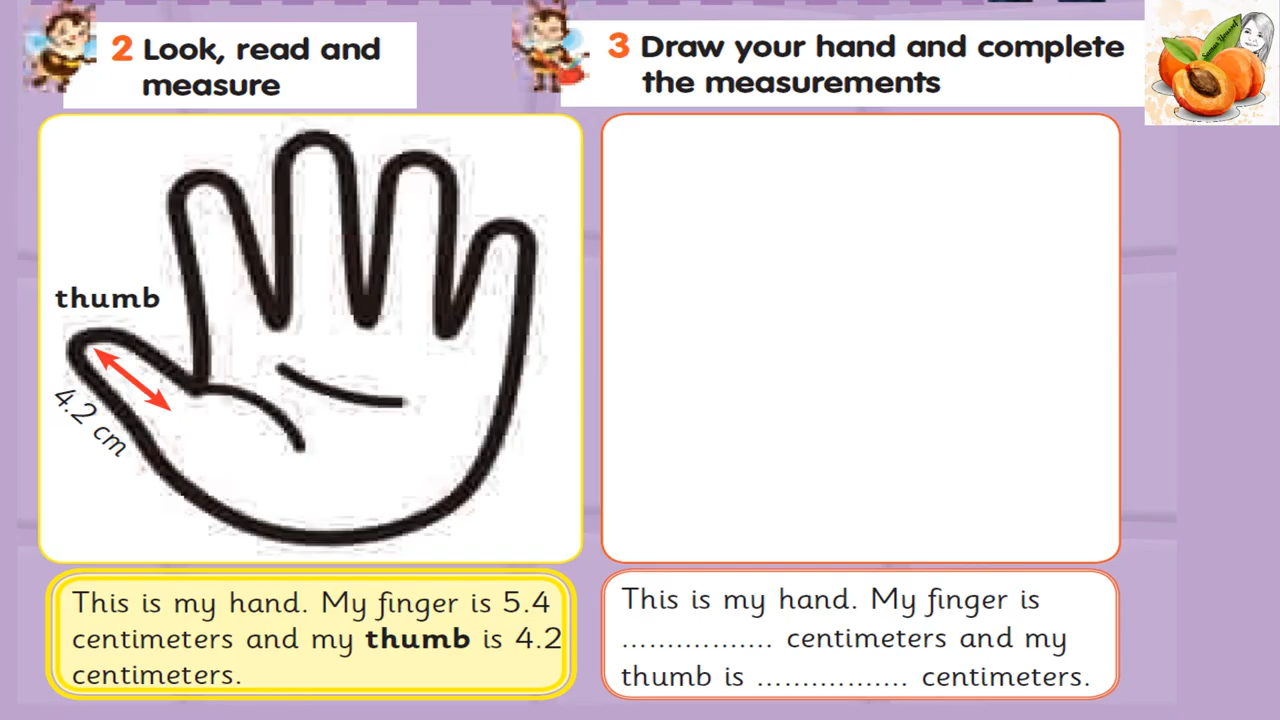 2 Look, read and
measure
3 Draw your hand and complete
the measurements
thumb
4.2 cm
This is my hand. My finger is 5.4
centimeters and my thumb is 4.2
centimeters.
This is my hand. My finger is
................. centimeters and my
thumb is ................. centimeters.